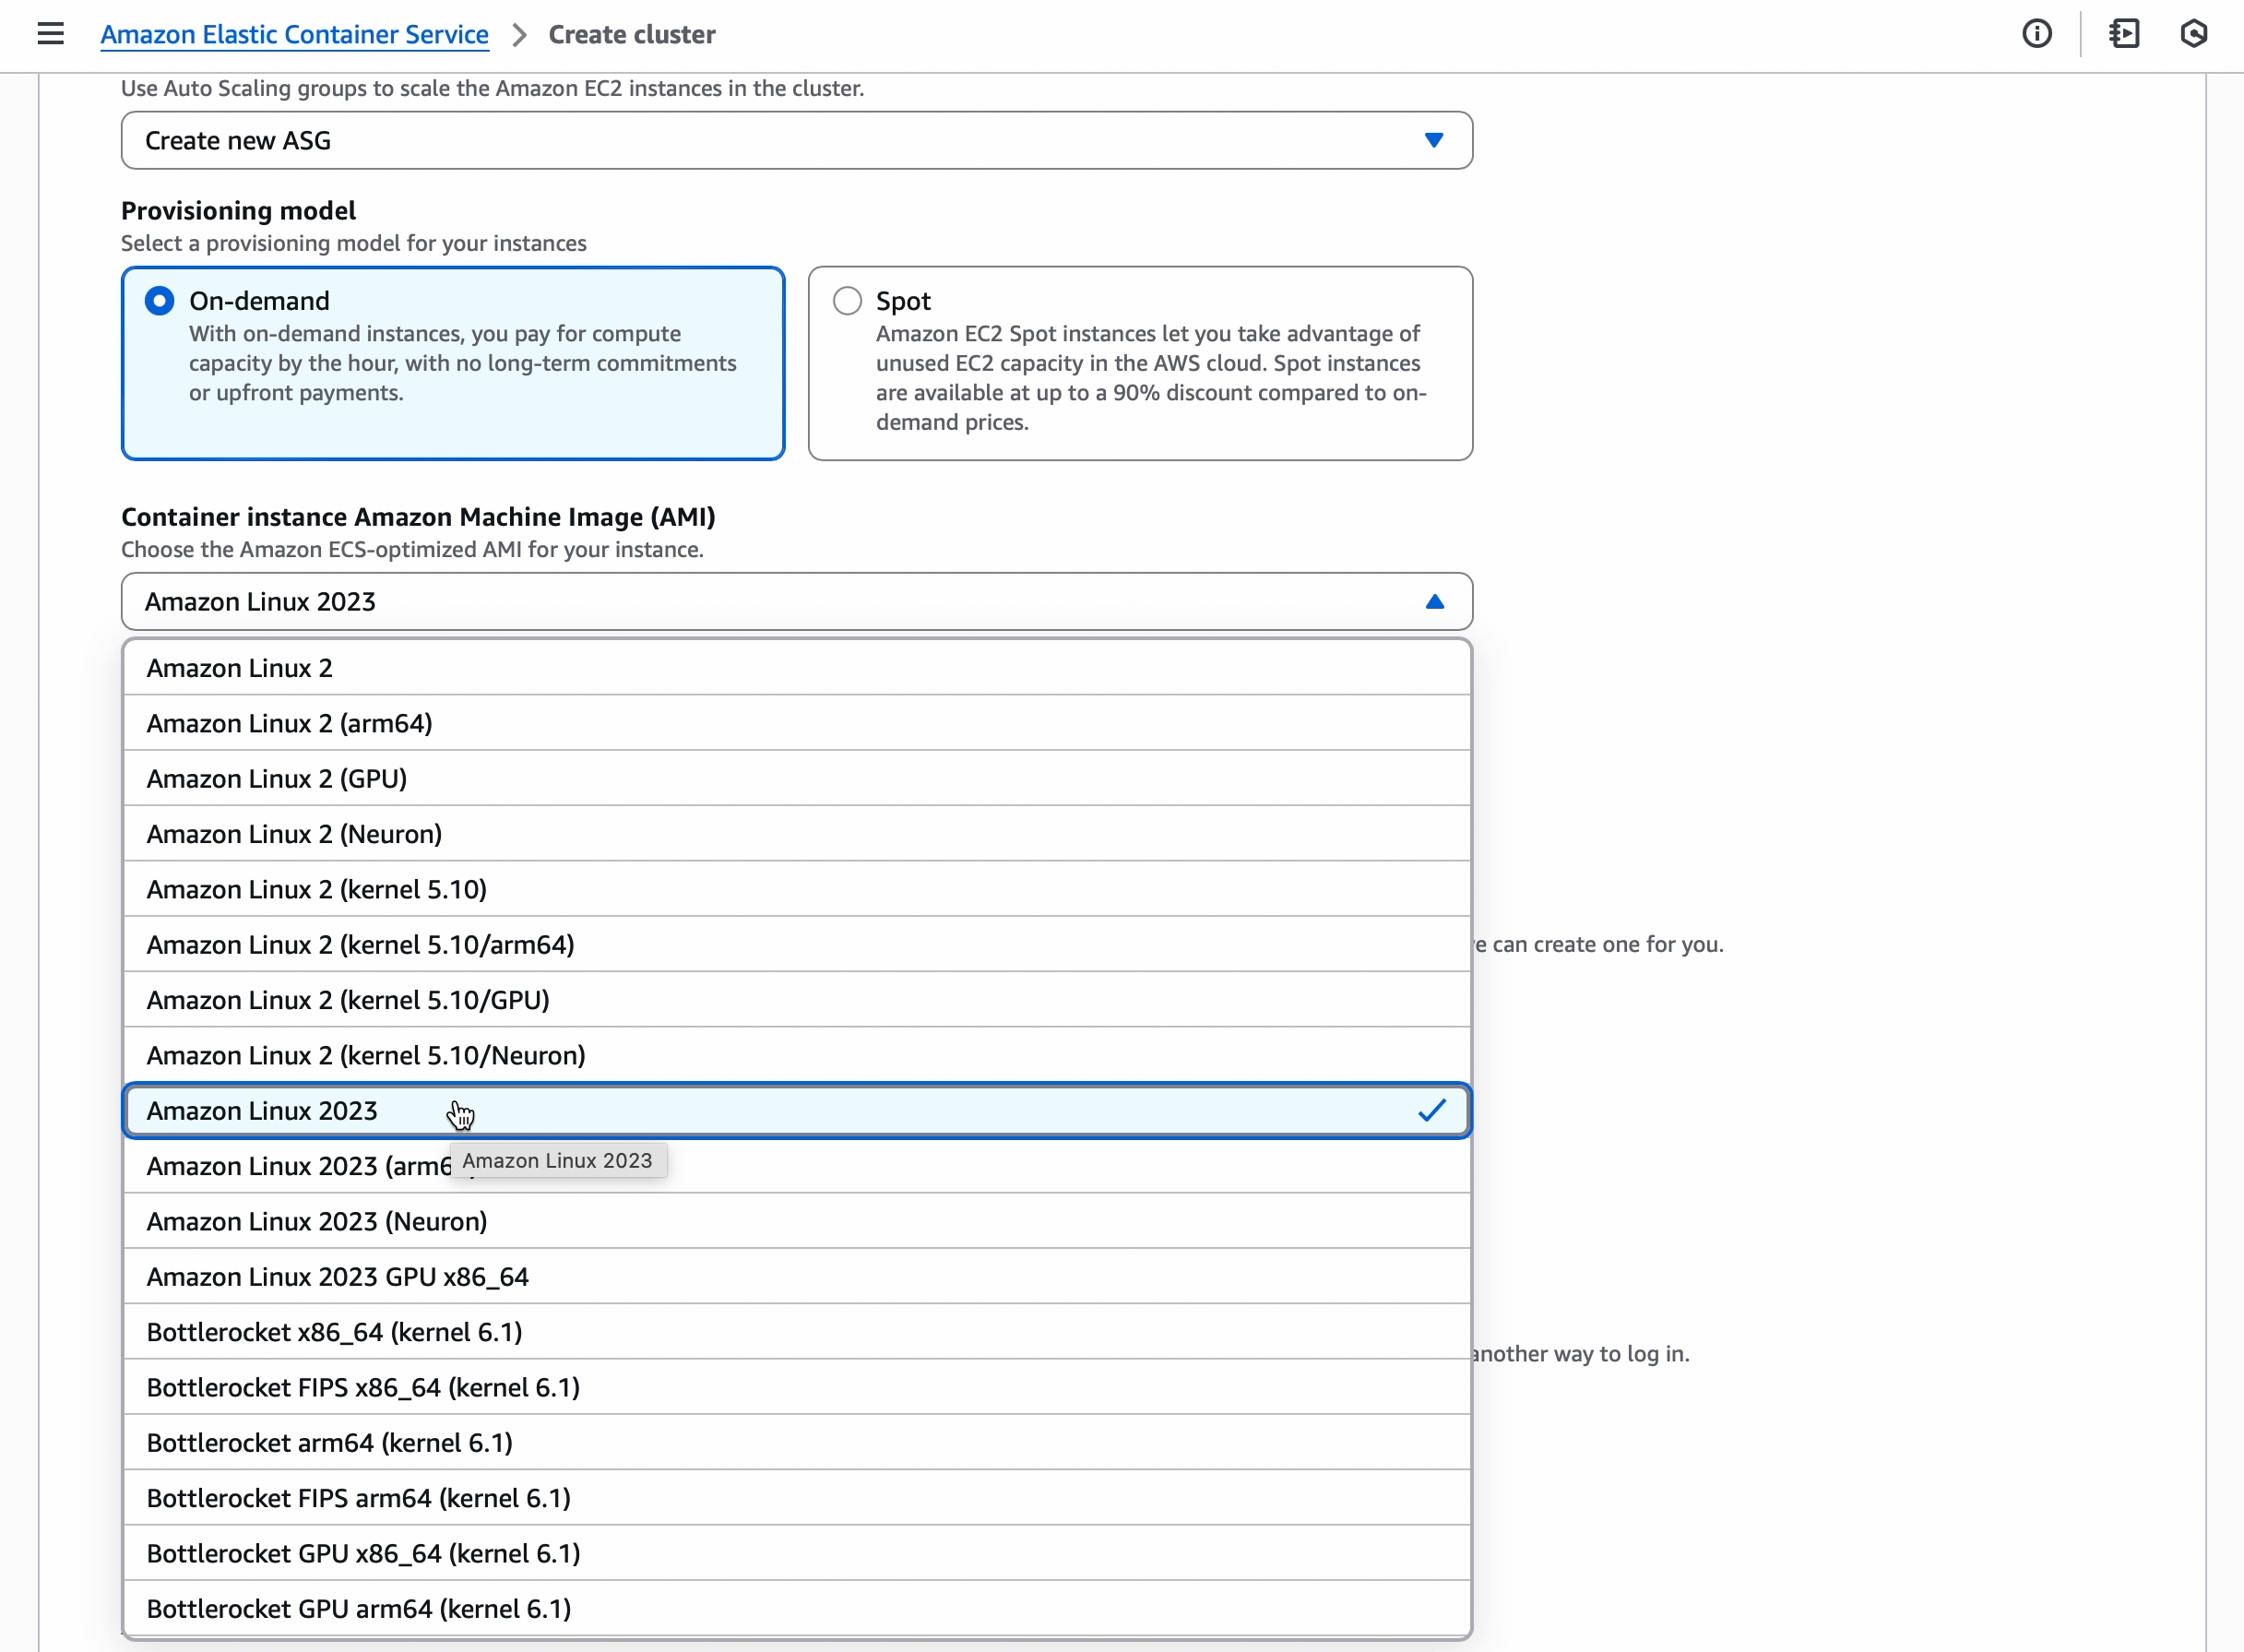 Amazon Elastic Container Service > Create cluster
Use Auto Scaling groups to scale the Amazon EC2 instances in the cluster.
Create new ASG
Provisioning model
Select a provisioning model for your instances
On-demand
With on-demand instances, you pay for compute
capacity by the hour, with no long-term commitments
or upfront payments.
Spot
Amazon EC2 Spot instances let you take advantage of
unused EC2 capacity in the AWS cloud. Spot instances
are available at up to a 90% discount compared to on-
demand prices.
Container instance Amazon Machine Image (AMI)
Choose the Amazon ECS-optimized AMI for your instance.
Amazon Linux 2023
Amazon Linux 2
Amazon Linux 2 (arm64)
Amazon Linux 2 (GPU)
Amazon Linux 2 (Neuron)
Amazon Linux 2 (kernel 5.10)
Amazon Linux 2 (kernel 5.10/arm64)
e can create one for you.
Amazon Linux 2 (kernel 5.10/GPU)
Amazon Linux 2 (kernel 5.10/Neuron)
Amazon Linux 2023
Amazon Linux 2023 (arm6
Amazon Linux 2023
Amazon Linux 2023 (Neuron)
Amazon Linux 2023 GPU x86_64
Bottlerocket x86_64 (kernel 6.1)
another way to log in.
Bottlerocket FIPS x86_64 (kernel 6.1)
Bottlerocket arm64 (kernel 6.1)
Bottlerocket FIPS arm64 (kernel 6.1)
Bottlerocket GPU x86_64 (kernel 6.1)
Bottlerocket GPU arm64 (kernel 6.1)